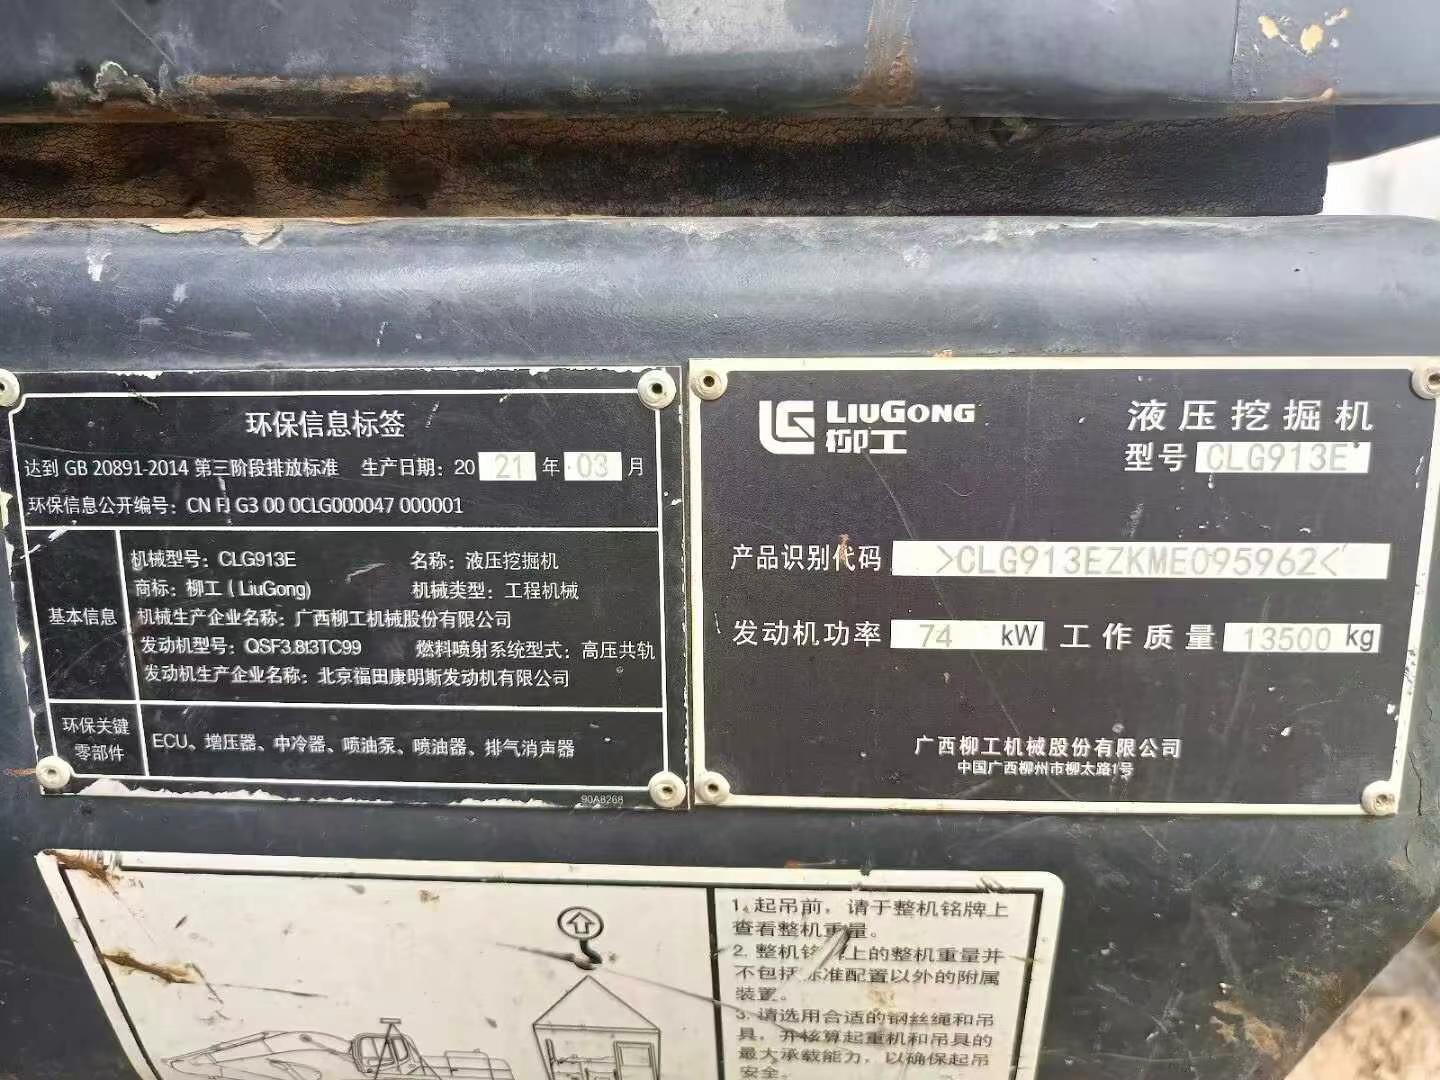 环保信息标签
达到 GB 20891-2014 第三阶段排放标准 生产日期: 20 21 年 03 月
环保信息公开编号: CN FJ G3 00 0CLG000047 000001
基本信息
机械型号: CLG913E 名称: 液压挖掘机
商标: 柳工 (LiuGong) 机械类型: 工程机械
机械生产企业名称: 广西柳工机械股份有限公司
发动机型号: QSF3.8t3TC99 燃料喷射系统型式: 高压共轨
发动机生产企业名称: 北京福田康明斯发动机有限公司
环保关键
零部件
ECU、增压器、中冷器、喷油泵、喷油器、排气消声器
90A8268
LIUGONG
柳工
液压挖掘机
型号 CLG913E
产品识别代码 >CLG913EZKME095962<
发动机功率 74 kW 工作质量 13500 kg
广西柳工机械股份有限公司
中国广西柳州市柳太路1号
1. 起吊前，请于整机铭牌上
查看整机重量。
2. 整机铭牌上的整机重量并
不包括标准配置以外的附属
装置。
3. 请选用合适的钢丝绳和吊
具，并核算起重机和吊具的
最大承载能力，以确保起吊
安全。